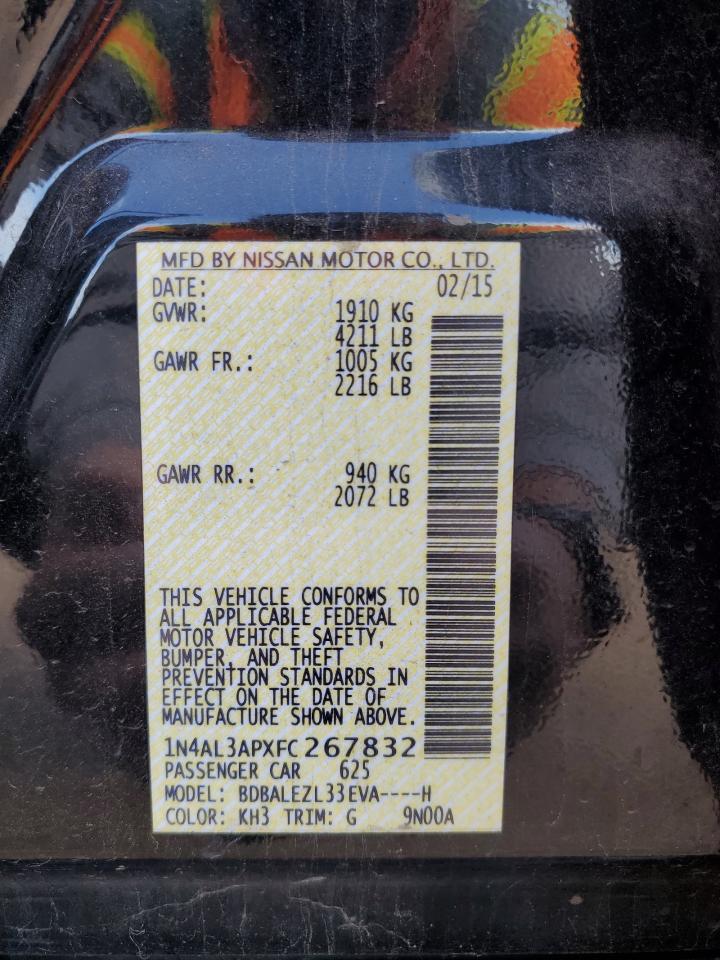 MFD BY NISSAN MOTOR CO., LTD.
DATE: 02/15
GVWR: 1910 KG
4211 LB
GAWR FR.: 1005 KG
2216 LB
GAWR RR.: 940 KG
2072 LB
THIS VEHICLE CONFORMS TO
ALL APPLICABLE FEDERAL
MOTOR VEHICLE SAFETY,
BUMPER, AND THEFT
PREVENTION STANDARDS IN
EFFECT ON THE DATE OF
MANUFACTURE SHOWN ABOVE.
1N4AL3APXFC267832
PASSENGER CAR 625
MODEL: BDBALEZL33EVA----H
COLOR: KH3 TRIM: G 9N00A